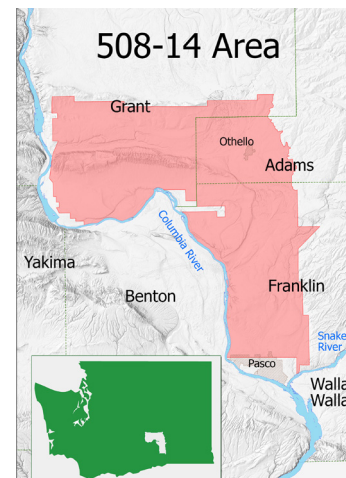 508-14 Area
Grant
Othello
Adams
Columbia River
Yakima
Benton
Franklin
Snake
River
Pasco
Walla
Walla